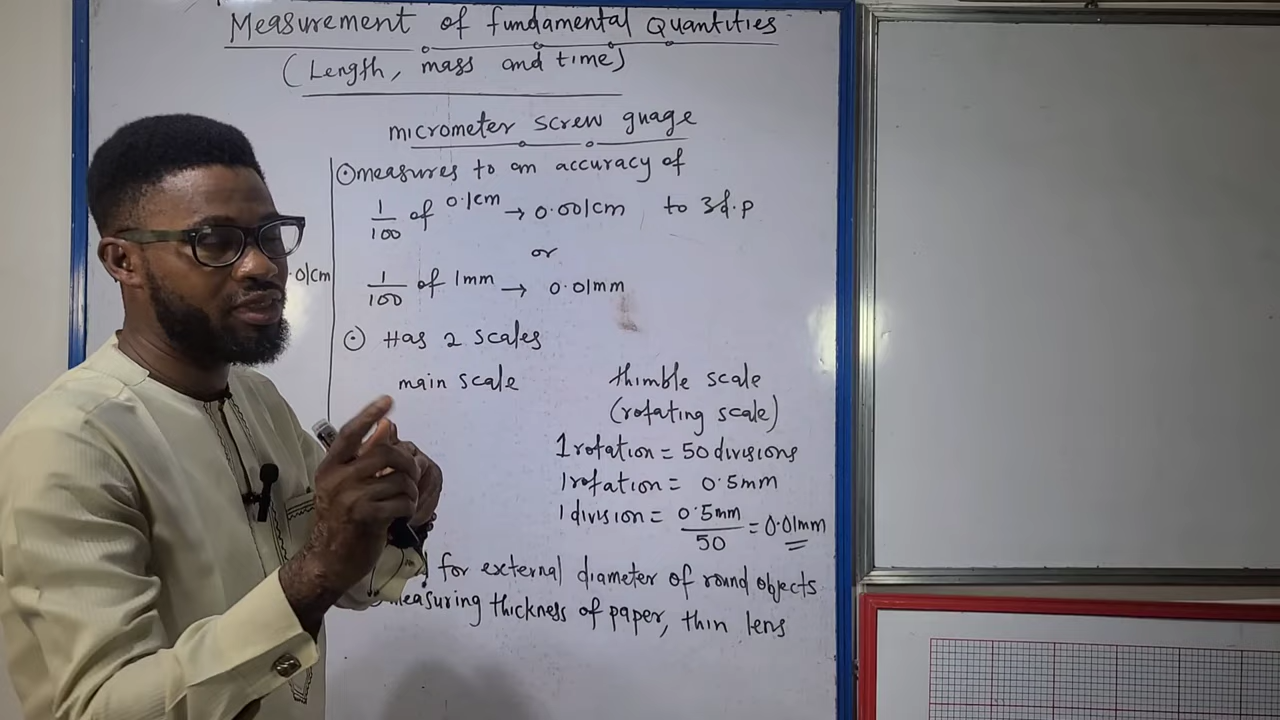 Measurement of fundamental Quantities
(Length, mass and time)
micrometer screw guage
measures to an accuracy of
1/100 of 0.1cm → 0.001cm to 3d.p
or
.01cm
1/100 of 1mm → 0.01mm
Has 2 scales
main scale thimble scale
(rotating scale)
1 rotation = 50 divisions
1 rotation = 0.5mm
1 division = 0.5mm/50 = 0.01mm
for external diameter of round objects
measuring thickness of paper, thin lens